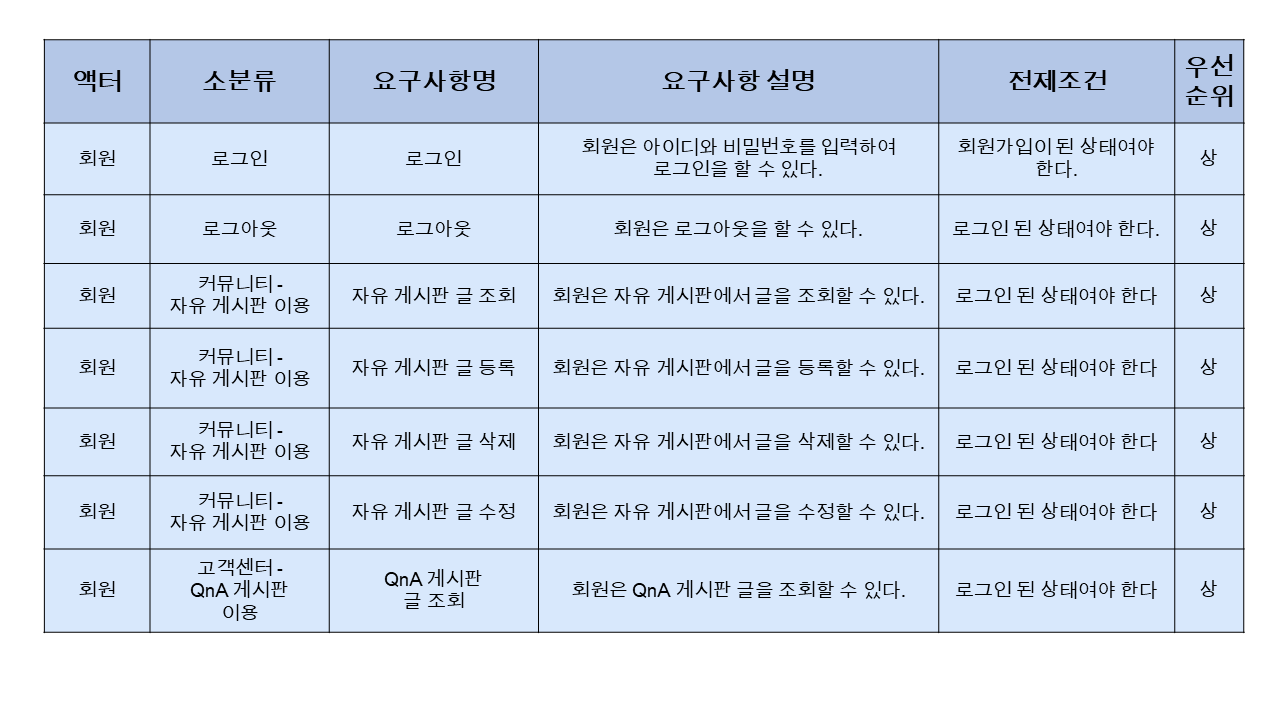 액터
소분류
요구사항명
요구사항 설명
전제조건
우선
순위
회원
로그인
로그인
회원은 아이디와 비밀번호를 입력하여
로그인을 할 수 있다.
회원가입이 된 상태여야
한다.
상
회원
로그아웃
로그아웃
회원은 로그아웃을 할 수 있다.
로그인 된 상태여야 한다.
상
회원
커뮤니티 -
자유 게시판 이용
자유 게시판 글 조회
회원은 자유 게시판에서 글을 조회할 수 있다.
로그인 된 상태여야 한다
상
회원
커뮤니티 -
자유 게시판 이용
자유 게시판 글 등록
회원은 자유 게시판에서 글을 등록할 수 있다.
로그인 된 상태여야 한다
상
회원
커뮤니티 -
자유 게시판 이용
자유 게시판 글 삭제
회원은 자유 게시판에서 글을 삭제할 수 있다.
로그인 된 상태여야 한다
상
회원
커뮤니티 -
자유 게시판 이용
자유 게시판 글 수정
회원은 자유 게시판에서 글을 수정할 수 있다.
로그인 된 상태여야 한다
상
회원
고객센터 -
QnA 게시판
이용
QnA 게시판
글 조회
회원은 QnA 게시판 글을 조회할 수 있다.
로그인 된 상태여야 한다
상